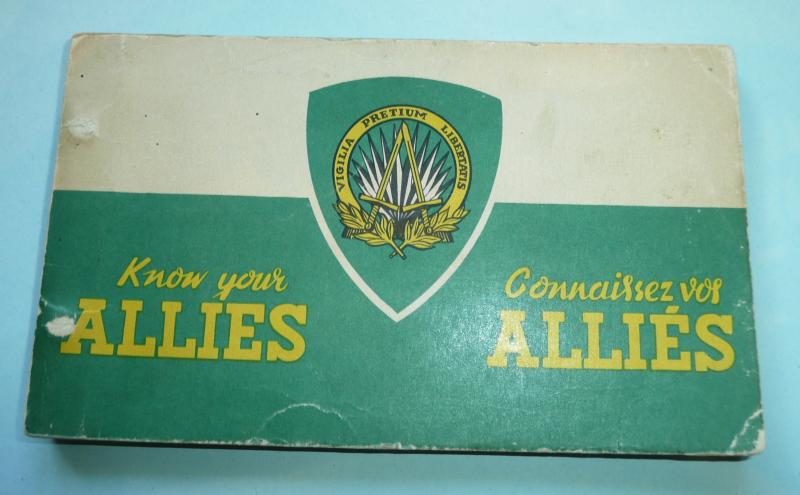 VIGILIA PRETIUM LIBERTATIS
Know your
ALLIES
Connaissez vos
ALLIÉS